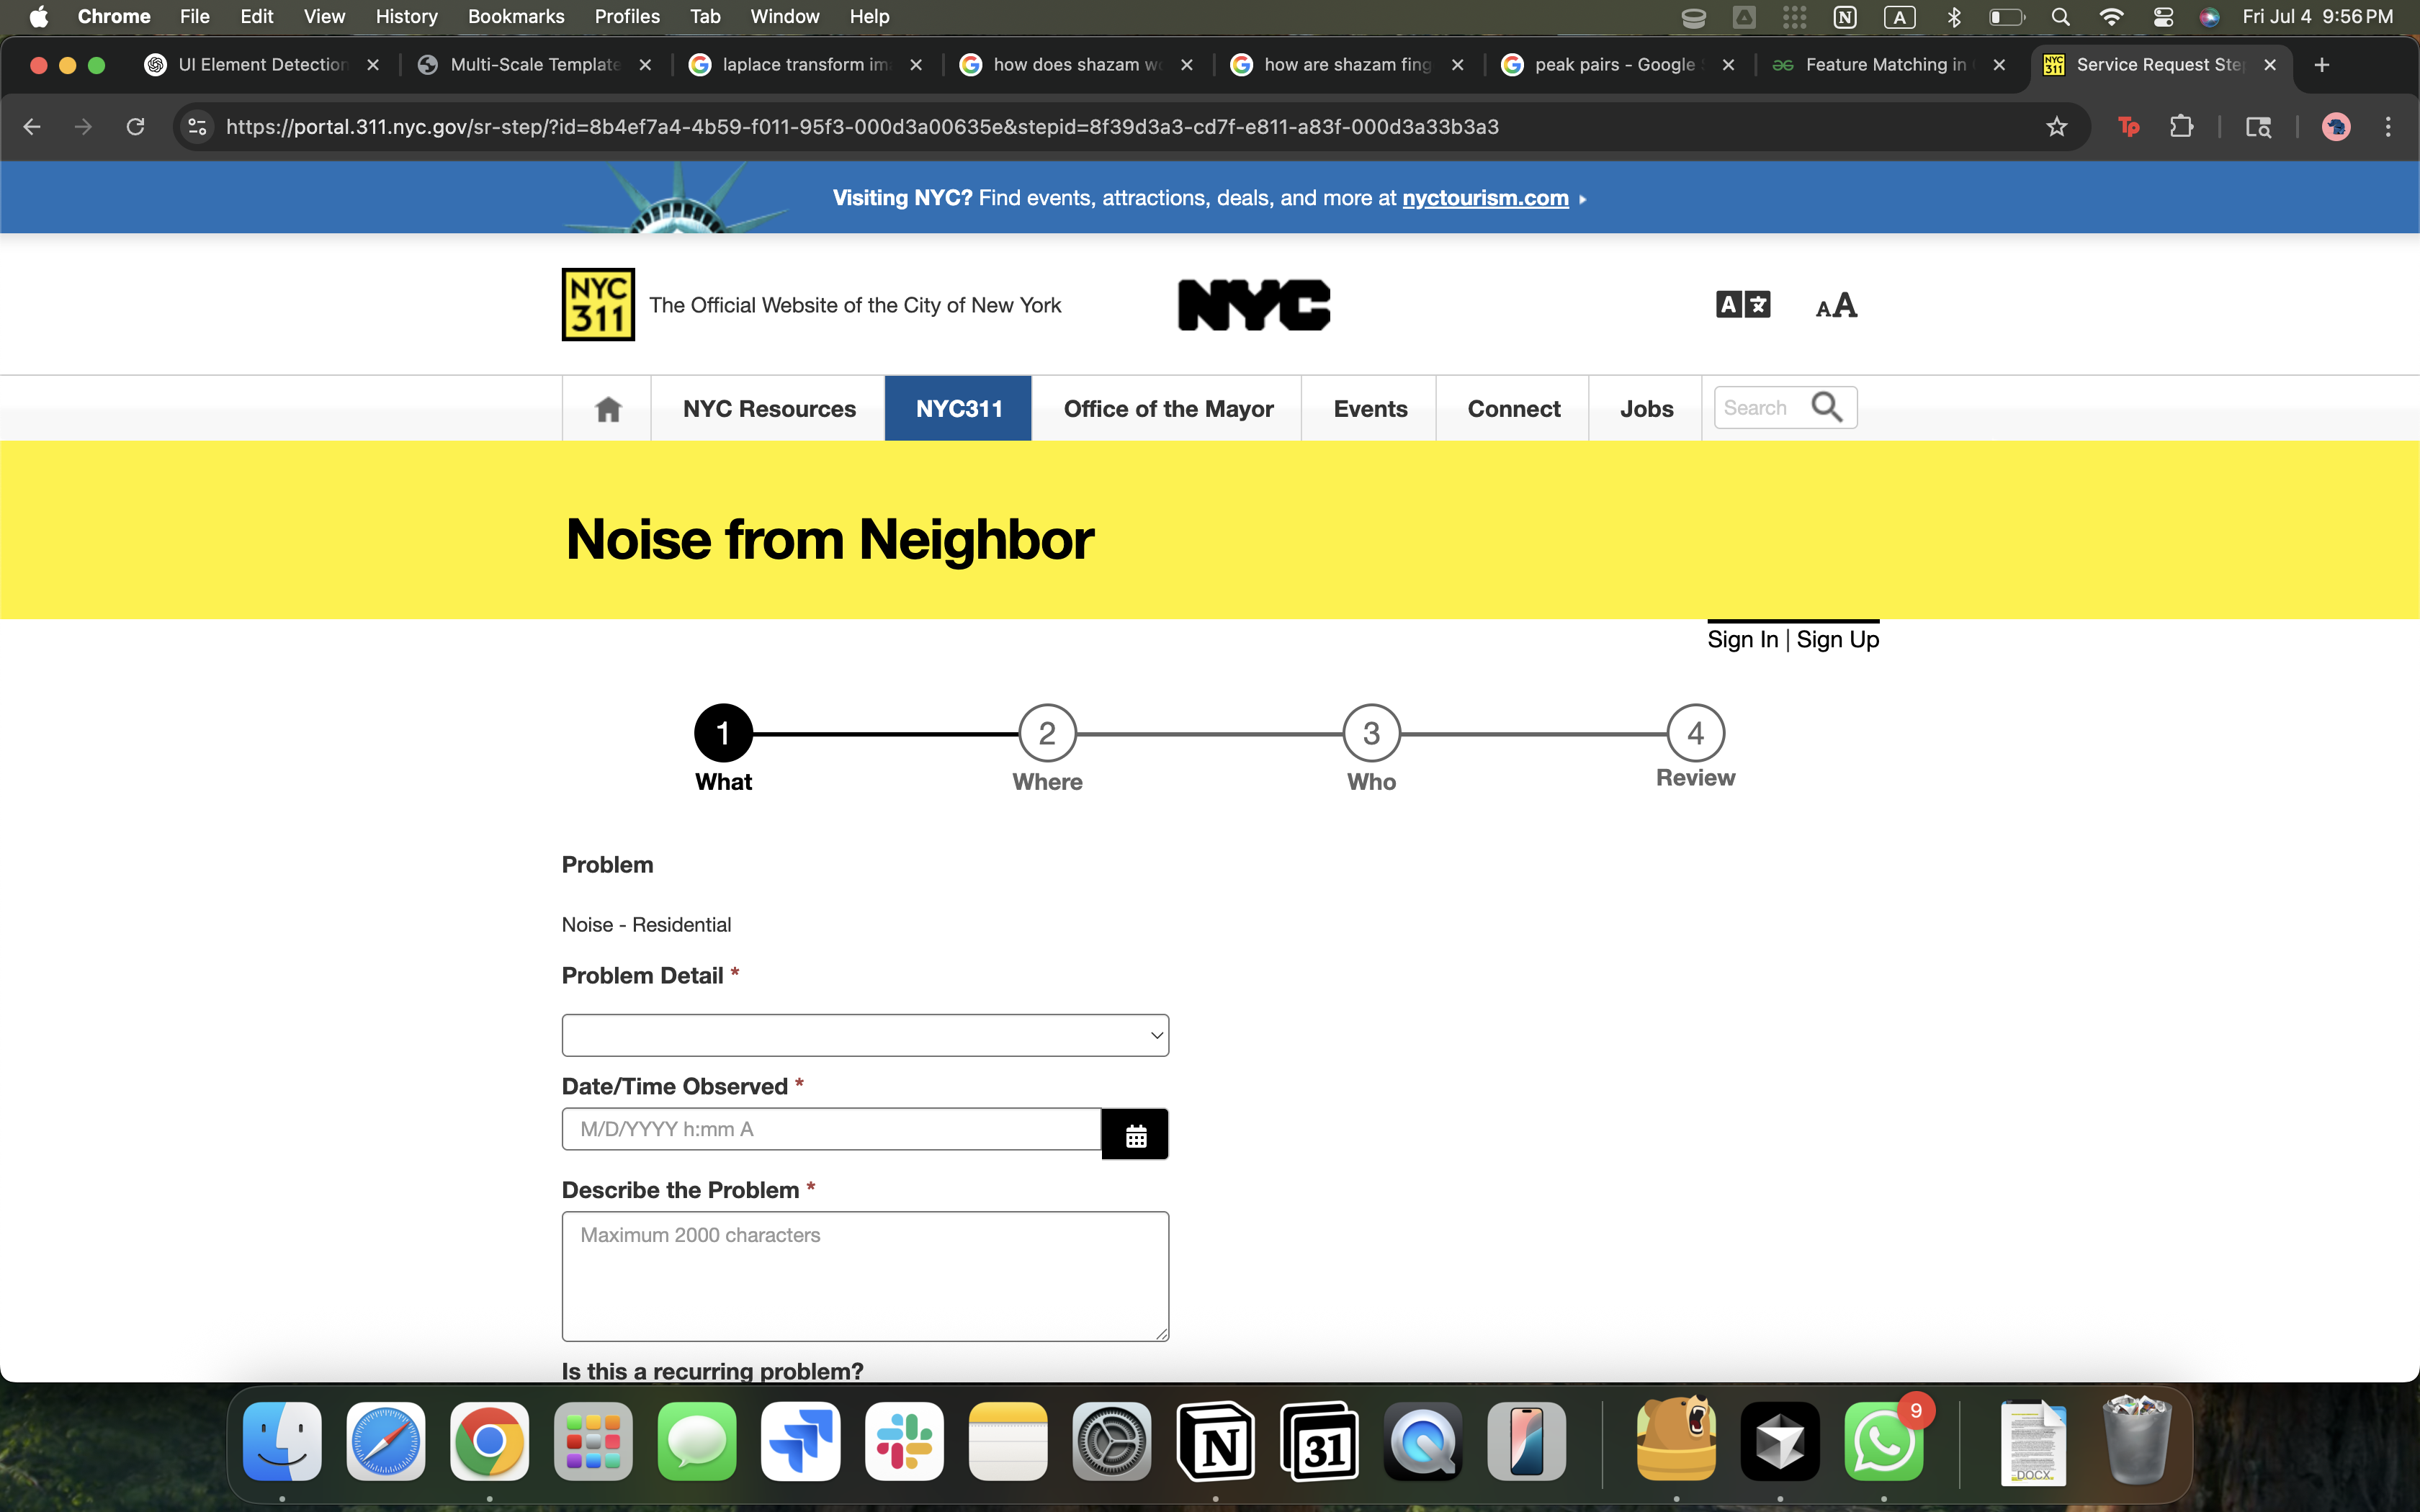 Chrome File Edit View History Bookmarks Profiles Tab Window Help Fri Jul 4 9:56 PM
UI Element Detection Multi-Scale Template laplace transform im how does shazam wo how are shazam fing peak pairs - Google Feature Matching in Service Request Step
https://portal.311.nyc.gov/sr-step/?id=8b4ef7a4-4b59-f011-95f3-000d3a00635e&stepid=8f39d3a3-cd7f-e811-a83f-000d3a33b3a3
Visiting NYC? Find events, attractions, deals, and more at nyctourism.com
NYC
311
The Official Website of the City of New York
NYC
NYC Resources NYC311 Office of the Mayor Events Connect Jobs Search
Noise from Neighbor
Sign In | Sign Up
1 2 3 4
What Where Who Review
Problem
Noise - Residential
Problem Detail *
Date/Time Observed *
M/D/YYYY h:mm A
Describe the Problem *
Maximum 2000 characters
Is this a recurring problem?
31
9
DOCX